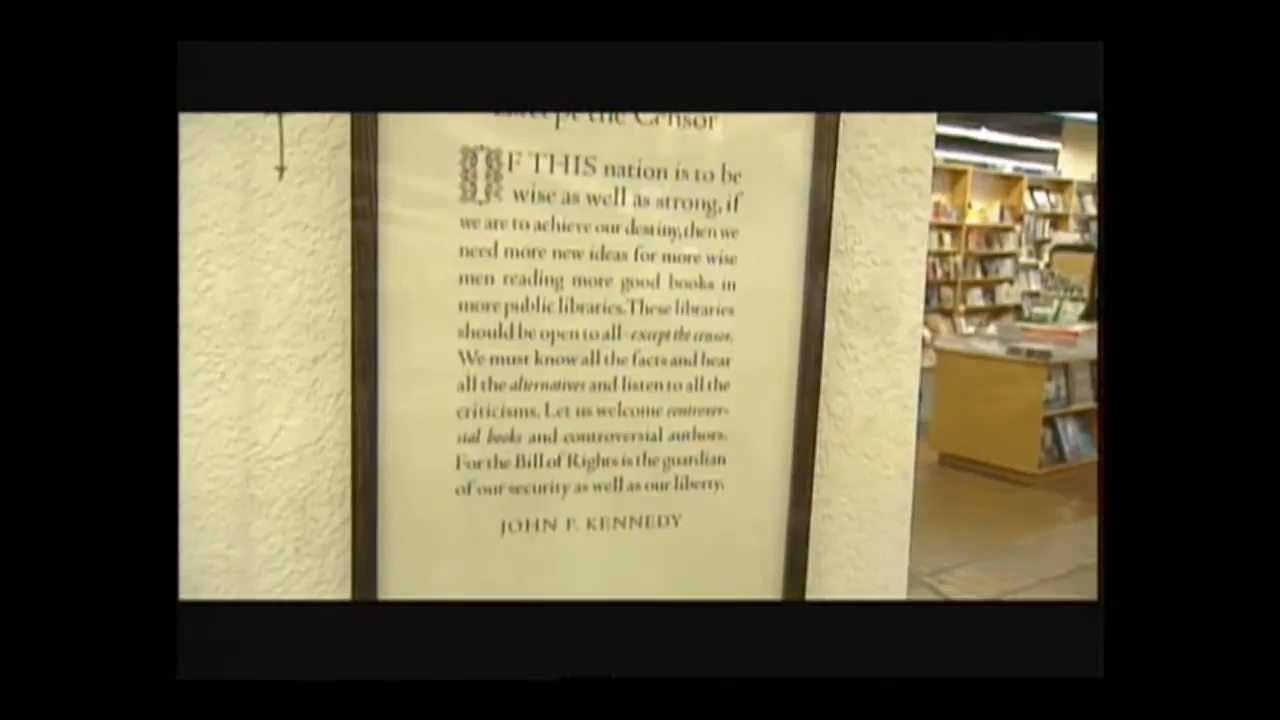 Except the Censor
IF THIS nation is to be
wise as well as strong, if
we are to achieve our destiny, then we
need more new ideas for more wise
men reading more good books in
more public libraries. These libraries
should be open to all—except the censor.
We must know all the facts and hear
all the alternatives and listen to all the
criticisms. Let us welcome controver-
sial books and controversial authors.
For the Bill of Rights is the guardian
of our security as well as our liberty.
JOHN F. KENNEDY